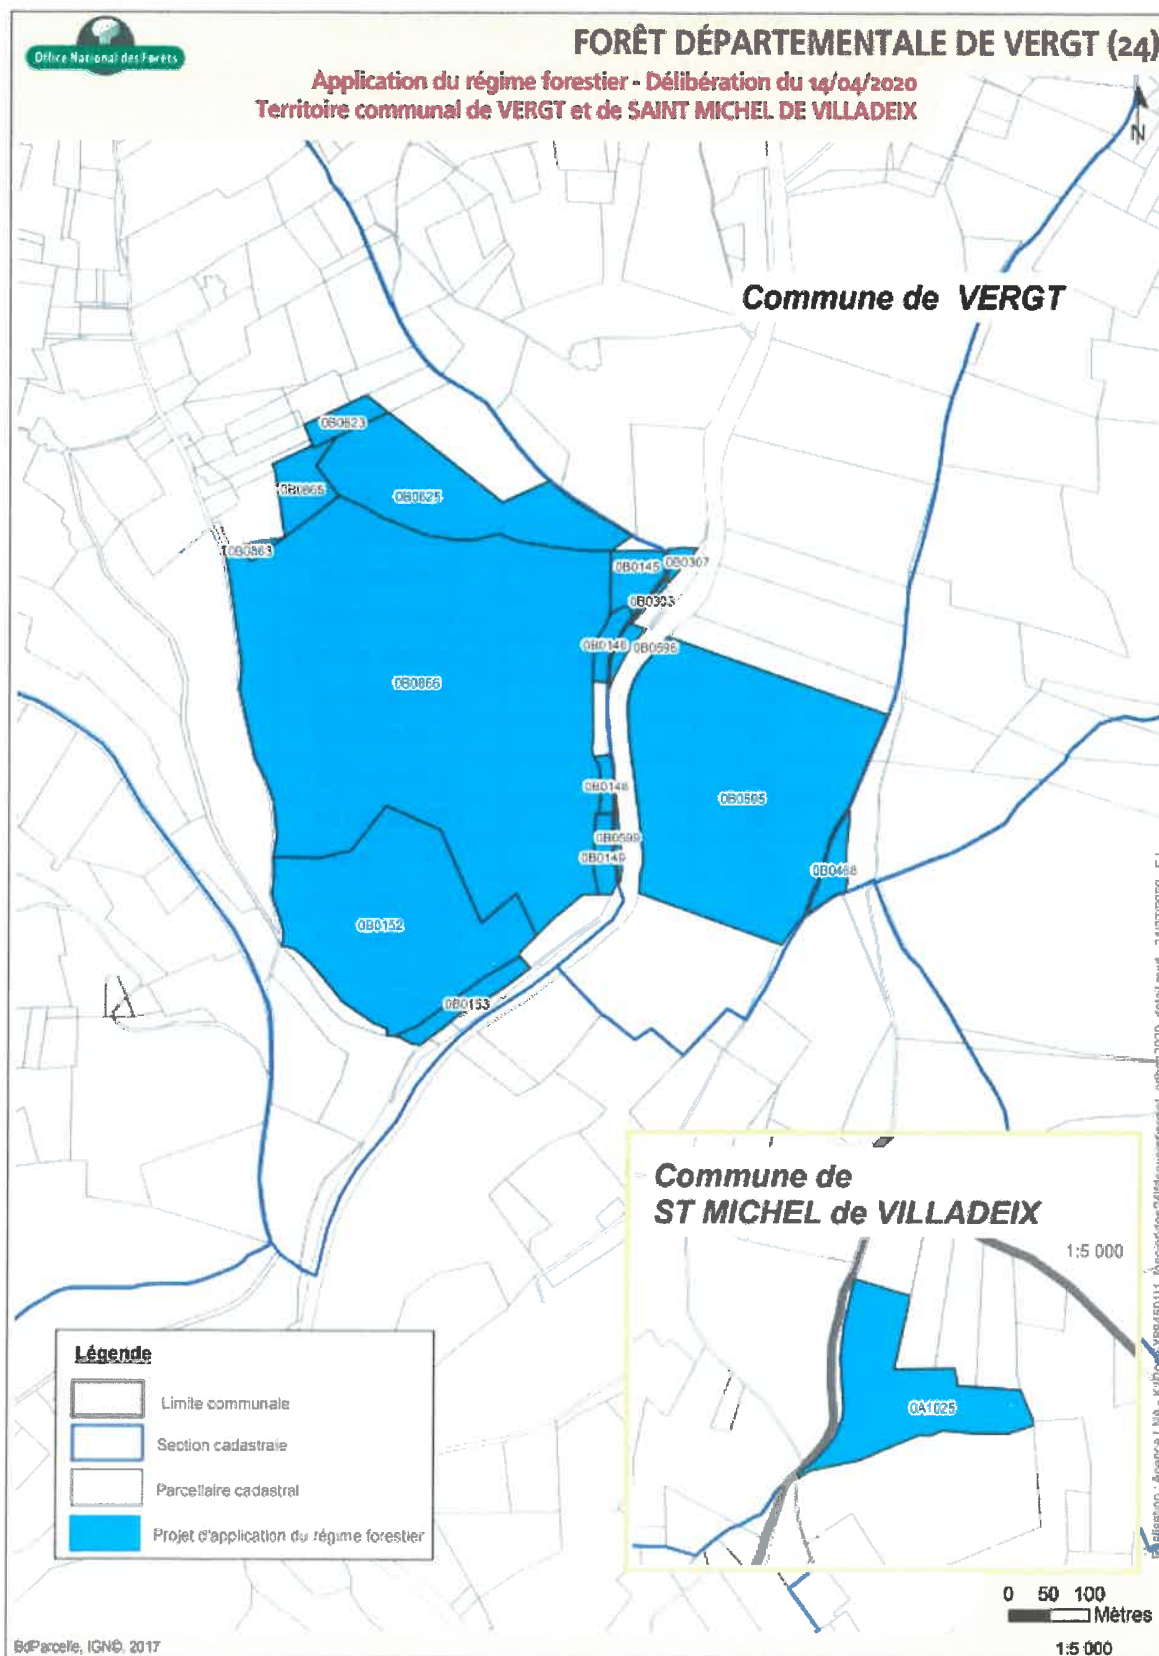 Office National des Forêts
FORÊT DÉPARTEMENTALE DE VERGT (24)
Application du régime forestier - Délibération du 14/04/2020
Territoire communal de VERGT et de SAINT MICHEL DE VILLADEIX
N
Commune de VERGT
0B0623
0B0865
0B0625
0B0863
0B0145
0B0307
0B0303
0B0146
0B0596
0B0866
0B0148
0B0595
0B0599
0B0149
0B0468
0B0152
0B0153
Commune de
ST MICHEL de VILLADEIX
1:5 000
0A1025
Légende
Limite communale
Section cadastrale
Parcellaire cadastral
Projet d'application du régime forestier
0 50 100
Mètres
1:5 000
BdParcelle, IGN©, 2017